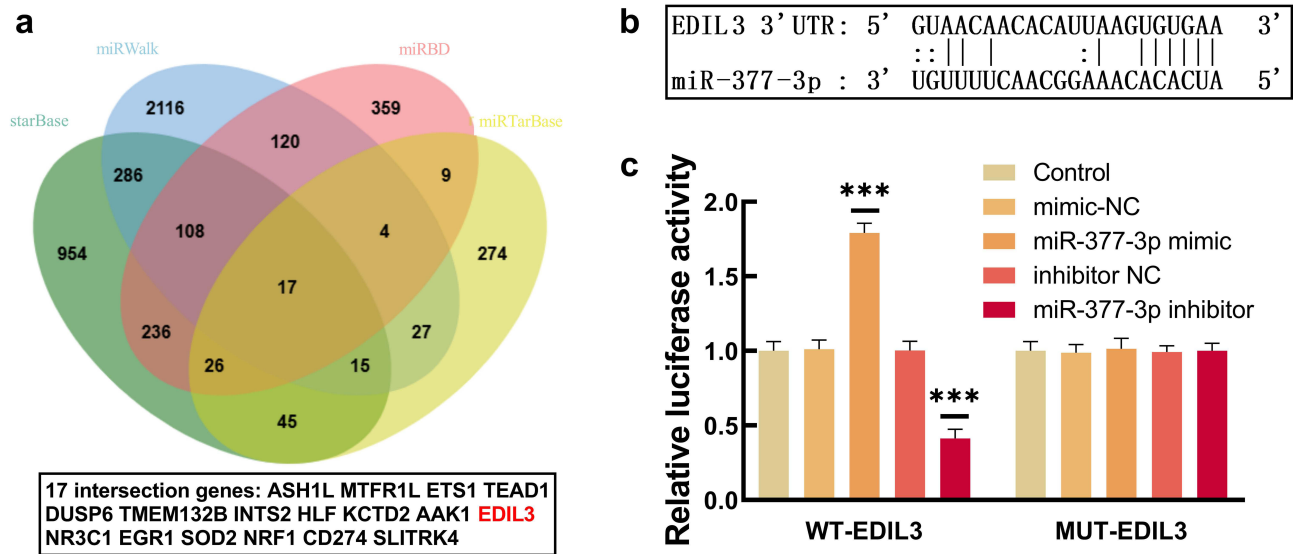 a
miRWalk
miRBD
starBase
miRTarBase
2116
359
120
286
9
108
4
954
274
17
236
27
26
15
45
17 intersection genes: ASH1L MTFR1L ETS1 TEAD1
DUSP6 TMEM132B INTS2 HLF KCTD2 AAK1 EDIL3
NR3C1 EGR1 SOD2 NRF1 CD274 SLITRK4
b
EDIL3 3' UTR: 5' GUAACAACACAUUAAGUGUGAA 3'
miR-377-3p : 3' UGUUUUCAACGGAAACACACUA 5'
c
Relative luciferase activity
2.0
1.5
1.0
0.5
0.0
***
***
Control
mimic-NC
miR-377-3p mimic
inhibitor NC
miR-377-3p inhibitor
WT-EDIL3
MUT-EDIL3